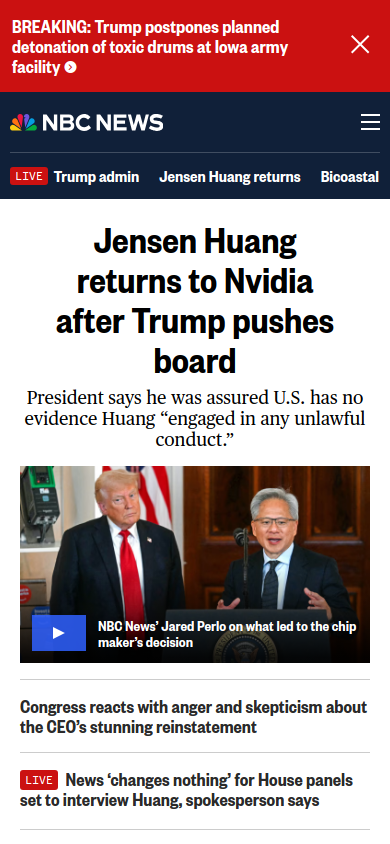 BREAKING: Trump postpones planned
detonation of toxic drums at Iowa army
facility
NBC NEWS
LIVE Trump admin Jensen Huang returns Bicoastal
Jensen Huang
returns to Nvidia
after Trump pushes
board
President says he was assured U.S. has no
evidence Huang “engaged in any unlawful
conduct.”
NBC News’ Jared Perlo on what led to the chip
maker’s decision
Congress reacts with anger and skepticism about
the CEO’s stunning reinstatement
LIVE News ‘changes nothing’ for House panels
set to interview Huang, spokesperson says